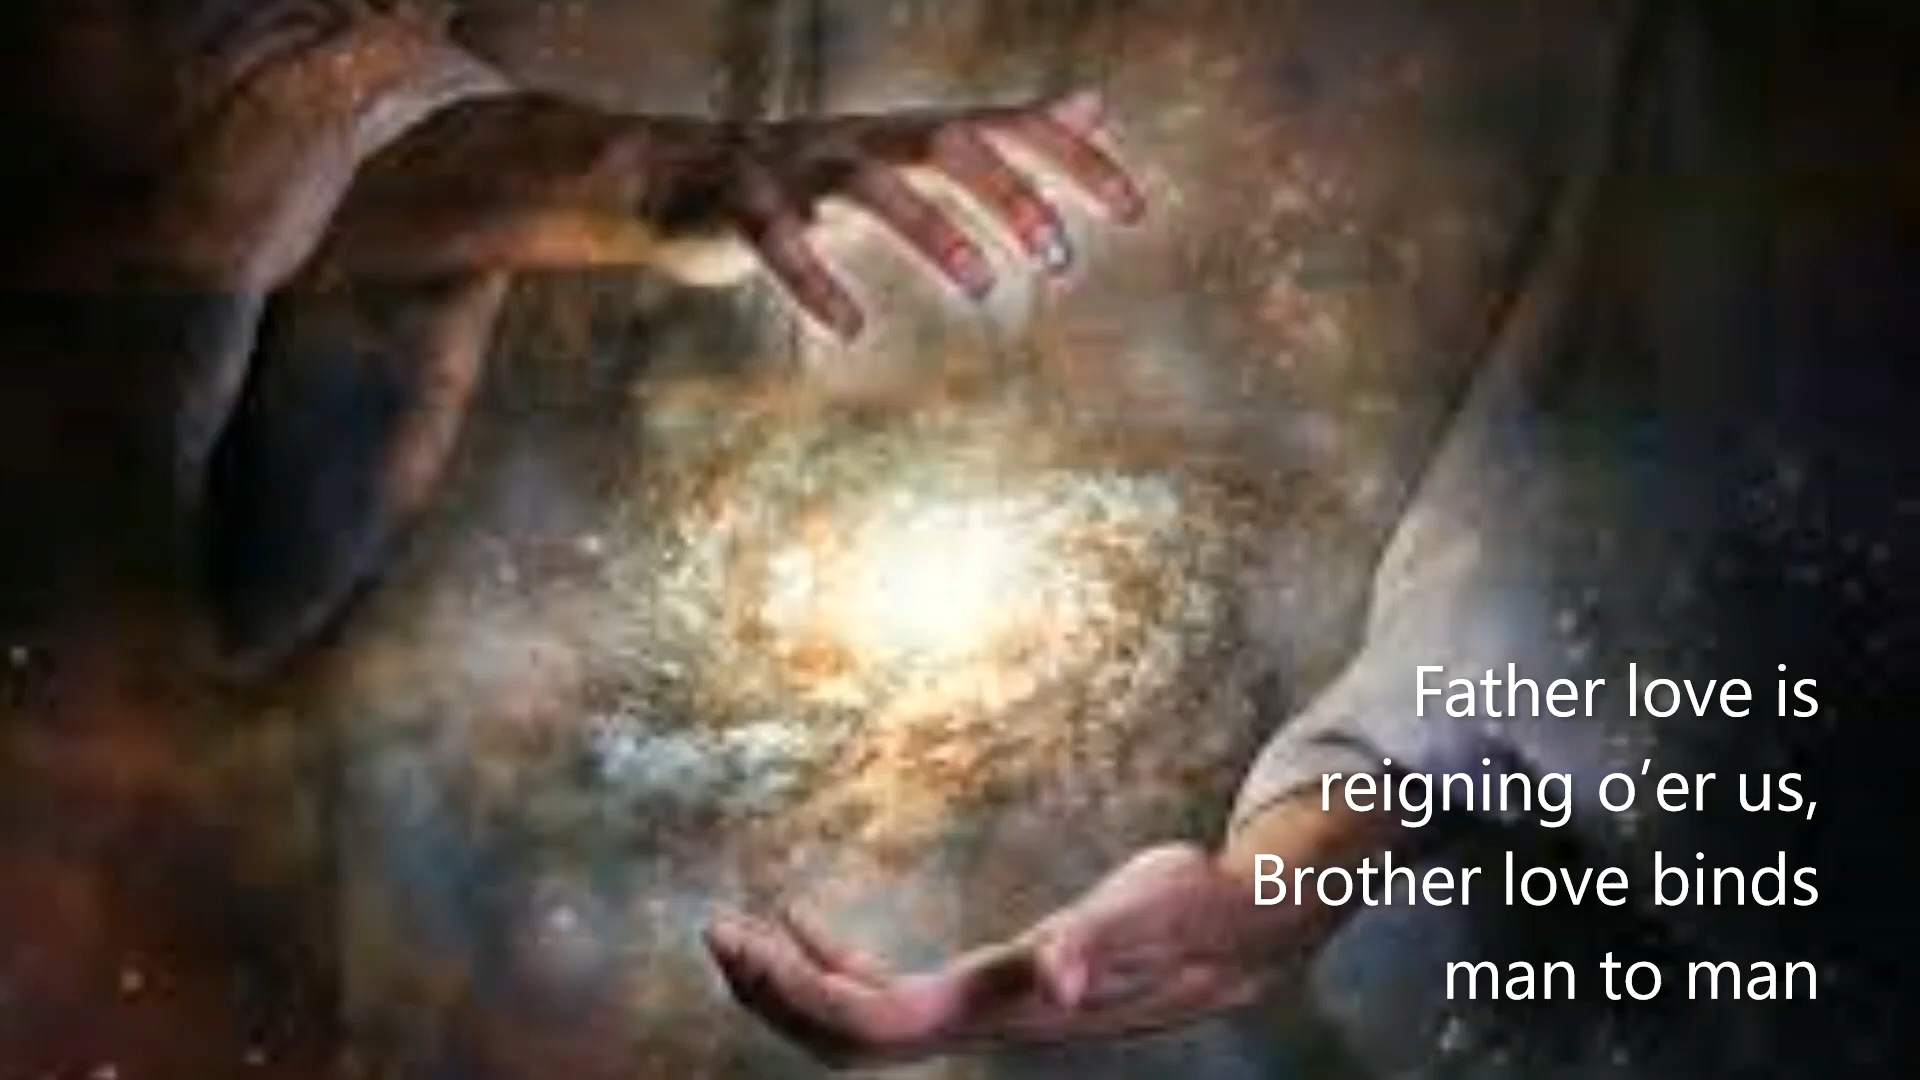 Father love is
reigning o’er us,
Brother love binds
man to man